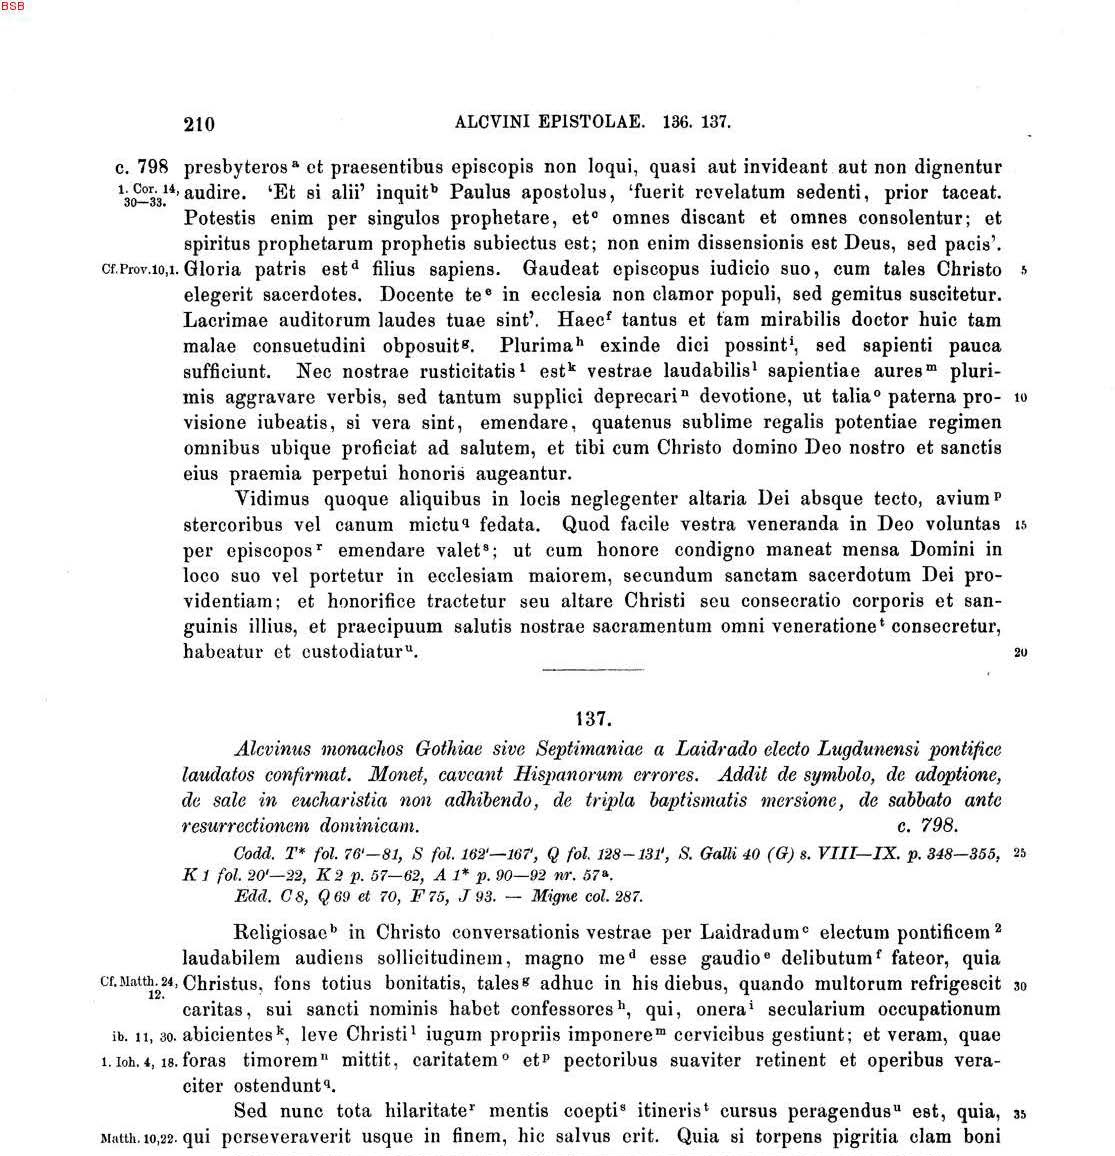 BSB
210 ALCVINI EPISTOLAE. 136. 137.
c. 798 presbyteros a et praesentibus episcopis non loqui, quasi aut invideant aut non dignentur
1. Cor. 14, 30—33. audire. ‘Et si alii’ inquit b Paulus apostolus, ‘fuerit revelatum sedenti, prior taceat.
Potestis enim per singulos prophetare, et c omnes discant et omnes consolentur; et
spiritus prophetarum prophetis subiectus est; non enim dissensionis est Deus, sed pacis’.
Cf. Prov. 10,1. Gloria patris est d filius sapiens. Gaudeat episcopus iudicio suo, cum tales Christo 5
elegerit sacerdotes. Docente te e in ecclesia non clamor populi, sed gemitus suscitetur.
Lacrimae auditorum laudes tuae sint’. Haec f tantus et tam mirabilis doctor huic tam
malae consuetudini obposuit g. Plurima h exinde dici possint i, sed sapienti pauca
sufficiunt. Nec nostrae rusticitatis 1 est k vestrae laudabilis l sapientiae aures m pluri-
mis aggravare verbis, sed tantum supplici deprecari n devotione, ut talia o paterna pro- 10
visione iubeatis, si vera sint, emendare, quatenus sublime regalis potentiae regimen
omnibus ubique proficiat ad salutem, et tibi cum Christo domino Deo nostro et sanctis
eius praemia perpetui honoris augeantur.
Vidimus quoque aliquibus in locis neglegenter altaria Dei absque tecto, avium p
stercoribus vel canum mictu q fedata. Quod facile vestra veneranda in Deo voluntas 15
per episcopos r emendare valet s; ut cum honore condigno maneat mensa Domini in
loco suo vel portetur in ecclesiam maiorem, secundum sanctam sacerdotum Dei pro-
videntiam; et honorifice tractetur seu altare Christi seu consecratio corporis et san-
guinis illius, et praecipuum salutis nostrae sacramentum omni veneratione t consecretur,
habeatur et custodiatur u. 20
137.
Alcvinus monachos Gothiae sive Septimaniae a Laidrado electo Lugdunensi pontifice
laudatos confirmat. Monet, caveant Hispanorum errores. Addit de symbolo, de adoptione,
de sale in eucharistia non adhibendo, de tripla baptismatis mersione, de sabbato ante
resurrectionem dominicam. c. 798.
Codd. T* fol. 76'—81, S fol. 162'—167', Q fol. 128—131', S. Galli 40 (G) s. VIII—IX. p. 348—355, 25
K 1 fol. 20'—22, K 2 p. 57—62, A 1* p. 90—92 nr. 57 a.
Edd. C 8, Q 69 et 70, F 75, J 93. — Migne col. 287.
Religiosae b in Christo conversationis vestrae per Laidradum c electum pontificem 2
laudabilem audiens sollicitudinem, magno me d esse gaudio e delibutum f fateor, quia
Cf. Matth. 24, 12. Christus, fons totius bonitatis, tales g adhuc in his diebus, quando multorum refrigescit 30
caritas, sui sancti nominis habet confessores h, qui, onera i secularium occupationum
ib. 11, 30. abicientes k, leve Christi l iugum propriis imponere m cervicibus gestiunt; et veram, quae
1. Ioh. 4, 18. foras timorem n mittit, caritatem o et p pectoribus suaviter retinent et operibus vera-
citer ostendunt q.
Sed nunc tota hilaritate r mentis coepti s itineris t cursus peragendus u est, quia, 35
Matth. 10,22. qui perseveraverit usque in finem, hic salvus erit. Quia si torpens pigritia clam boni